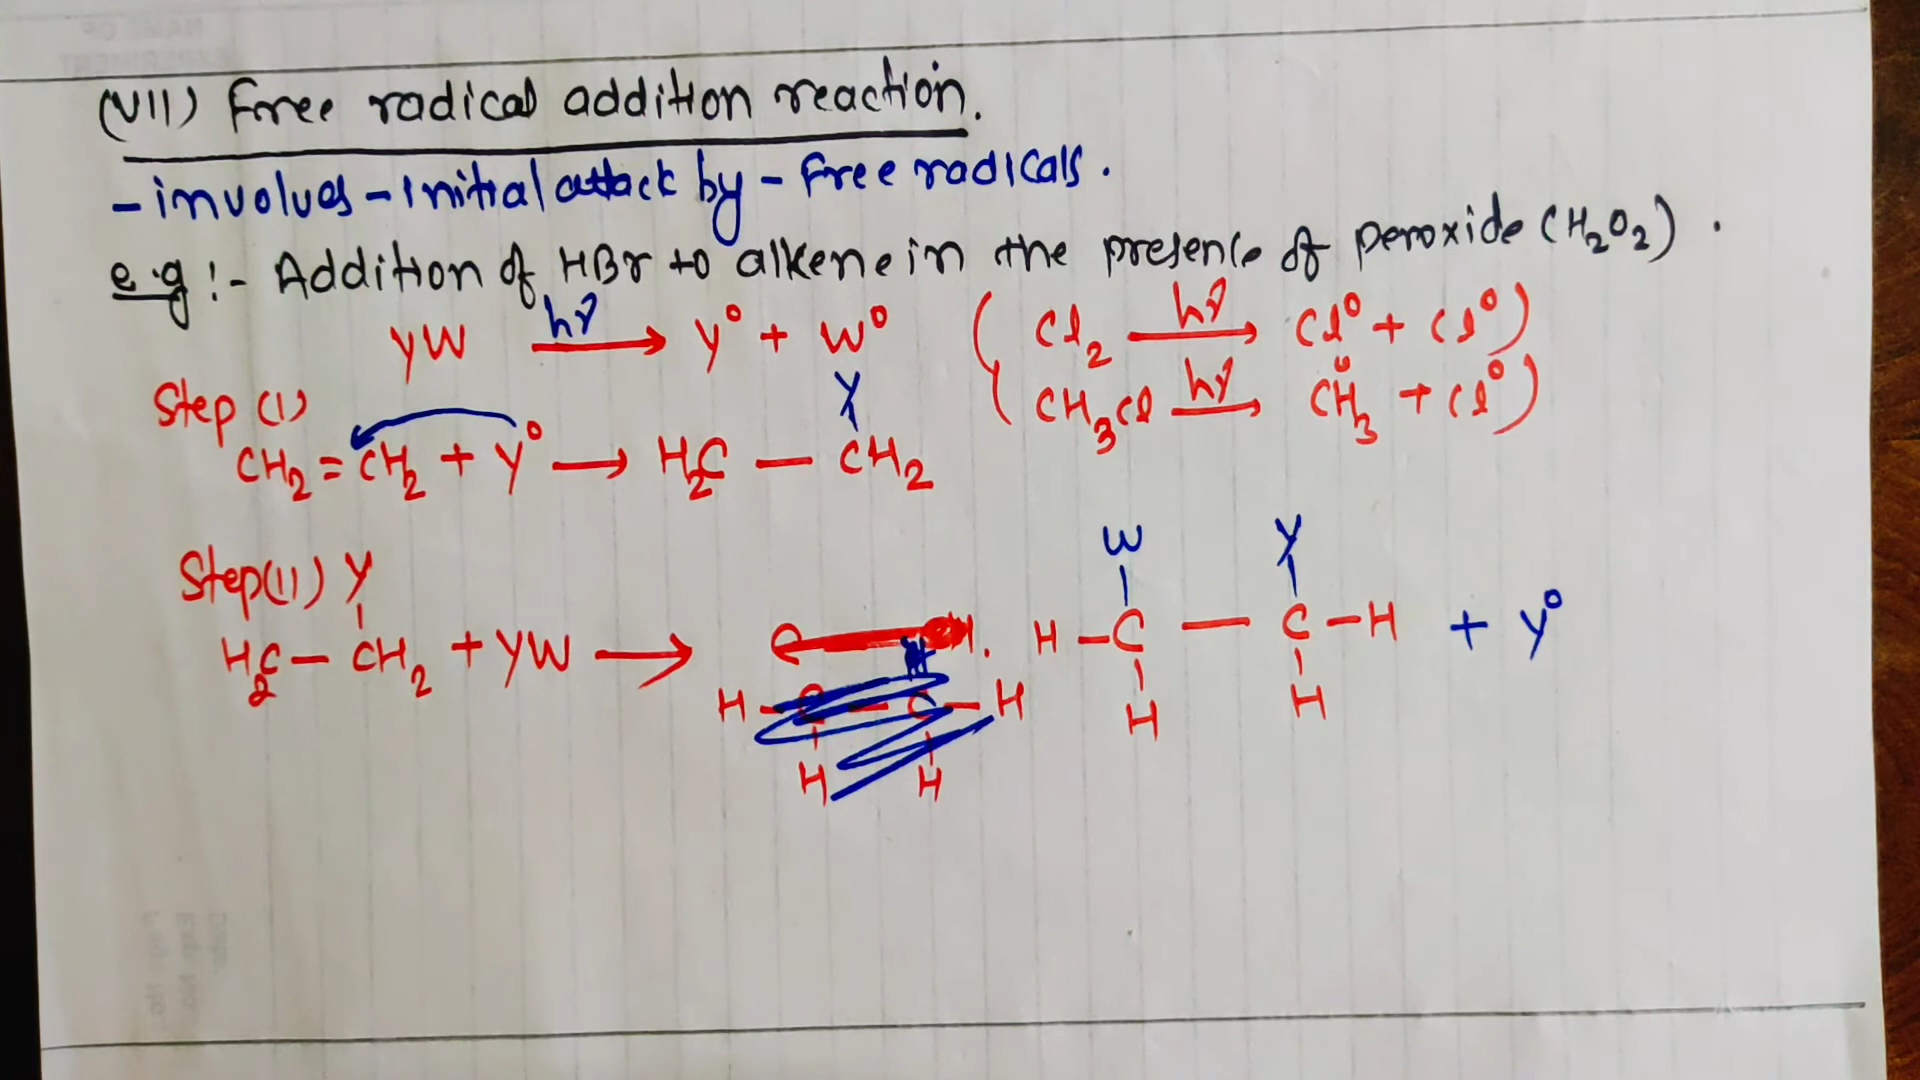 (VII) Free radical addition reaction.
- involves - Initial attack by - Free radicals.
e.g :- Addition of HBr to alkene in the presence of peroxide (H2O2).
YW hν → Y° + W° ( Cl2 hν → Cl° + Cl° )
Step (I) Y ( CH3Cl hν → C°H3 + Cl° )
CH2 = CH2 + Y° → H2C — CH2
W Y
Step (II) Y
H2C — CH2 + YW → H — C — C — H + Y°
H — C — C — H
H H
H H